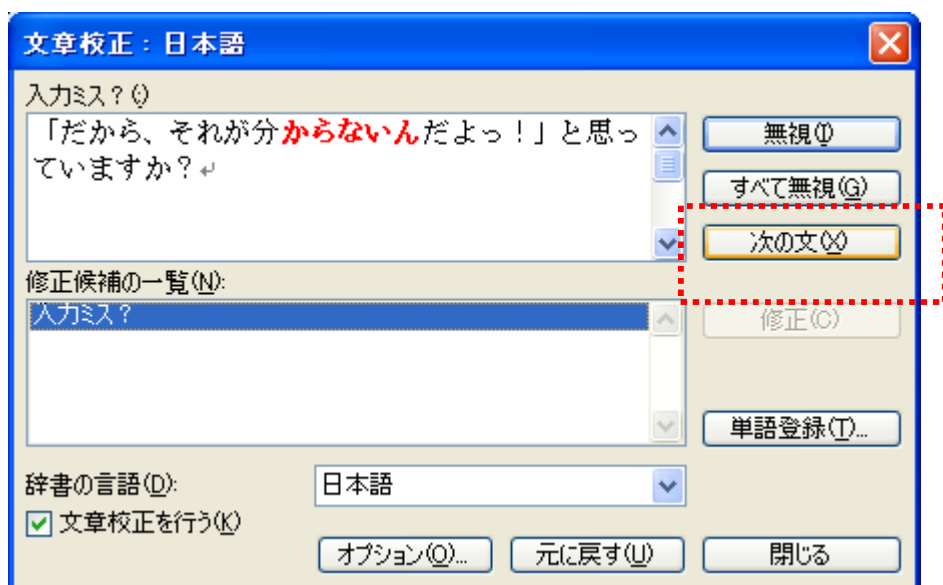 文章校正：日本語
入力ミス？()
「だから、それが分からないんだよっ！」と思っ
ていますか？↵
無視(I)
すべて無視(G)
次の文(X)
修正候補の一覧(N):
入力ミス？
修正(C)
単語登録(T)...
辞書の言語(D):
日本語
文章校正を行う(K)
オプション(O)...
元に戻す(U)
閉じる